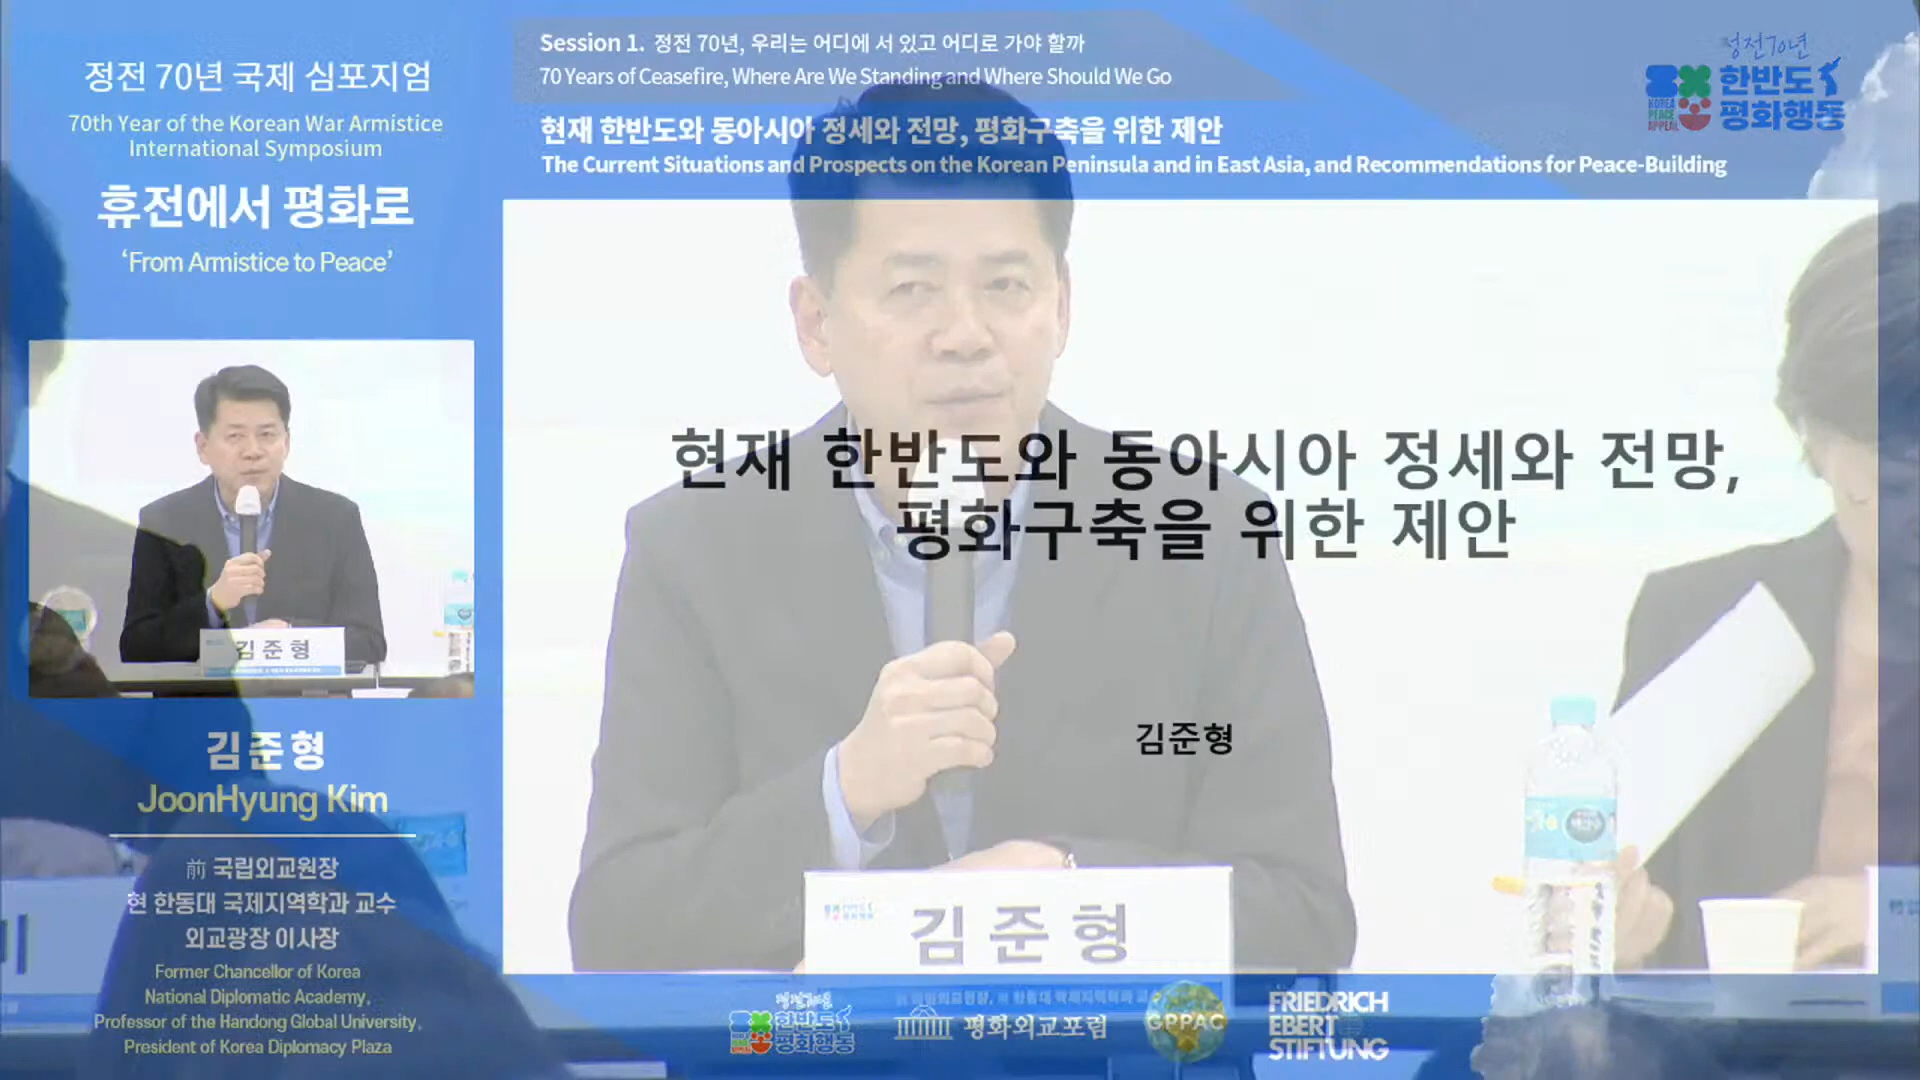 정전 70년 국제 심포지엄
70th Year of the Korean War Armistice
International Symposium
휴전에서 평화로
‘From Armistice to Peace’
Session 1. 정전 70년, 우리는 어디에 서 있고 어디로 가야 할까
70 Years of Ceasefire, Where Are We Standing and Where Should We Go
현재 한반도와 동아시아 정세와 전망, 평화구축을 위한 제안
The Current Situations and Prospects on the Korean Peninsula and in East Asia, and Recommendations for Peace-Building
정전70년
한반도
평화행동
KOREA
PEACE
APPEAL
현재 한반도와 동아시아 정세와 전망,
평화구축을 위한 제안
김준형
김준형
김준형
김준형
JoonHyung Kim
前 국립외교원장
현 한동대 국제지역학과 교수
외교광장 이사장
Former Chancellor of Korea
National Diplomatic Academy,
Professor of the Handong Global University,
President of Korea Diplomacy Plaza
정전70년
한반도
평화행동
평화외교포럼
GPPAC
FRIEDRICH
EBERT
STIFTUNG